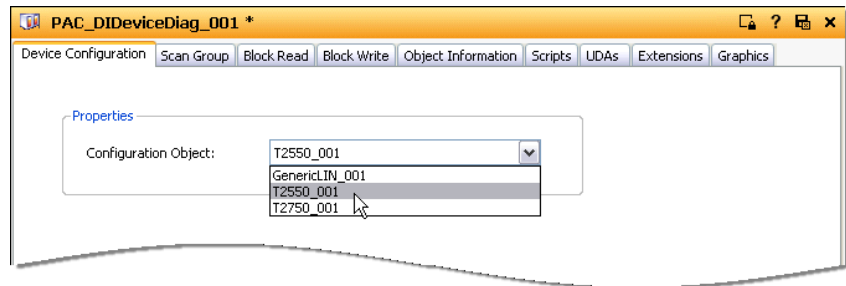 PAC_DIDeviceDiag_001 *
Device Configuration Scan Group Block Read Block Write Object Information Scripts UDAs Extensions Graphics
Properties
Configuration Object: T2550_001
GenericLIN_001
T2550_001
T2750_001